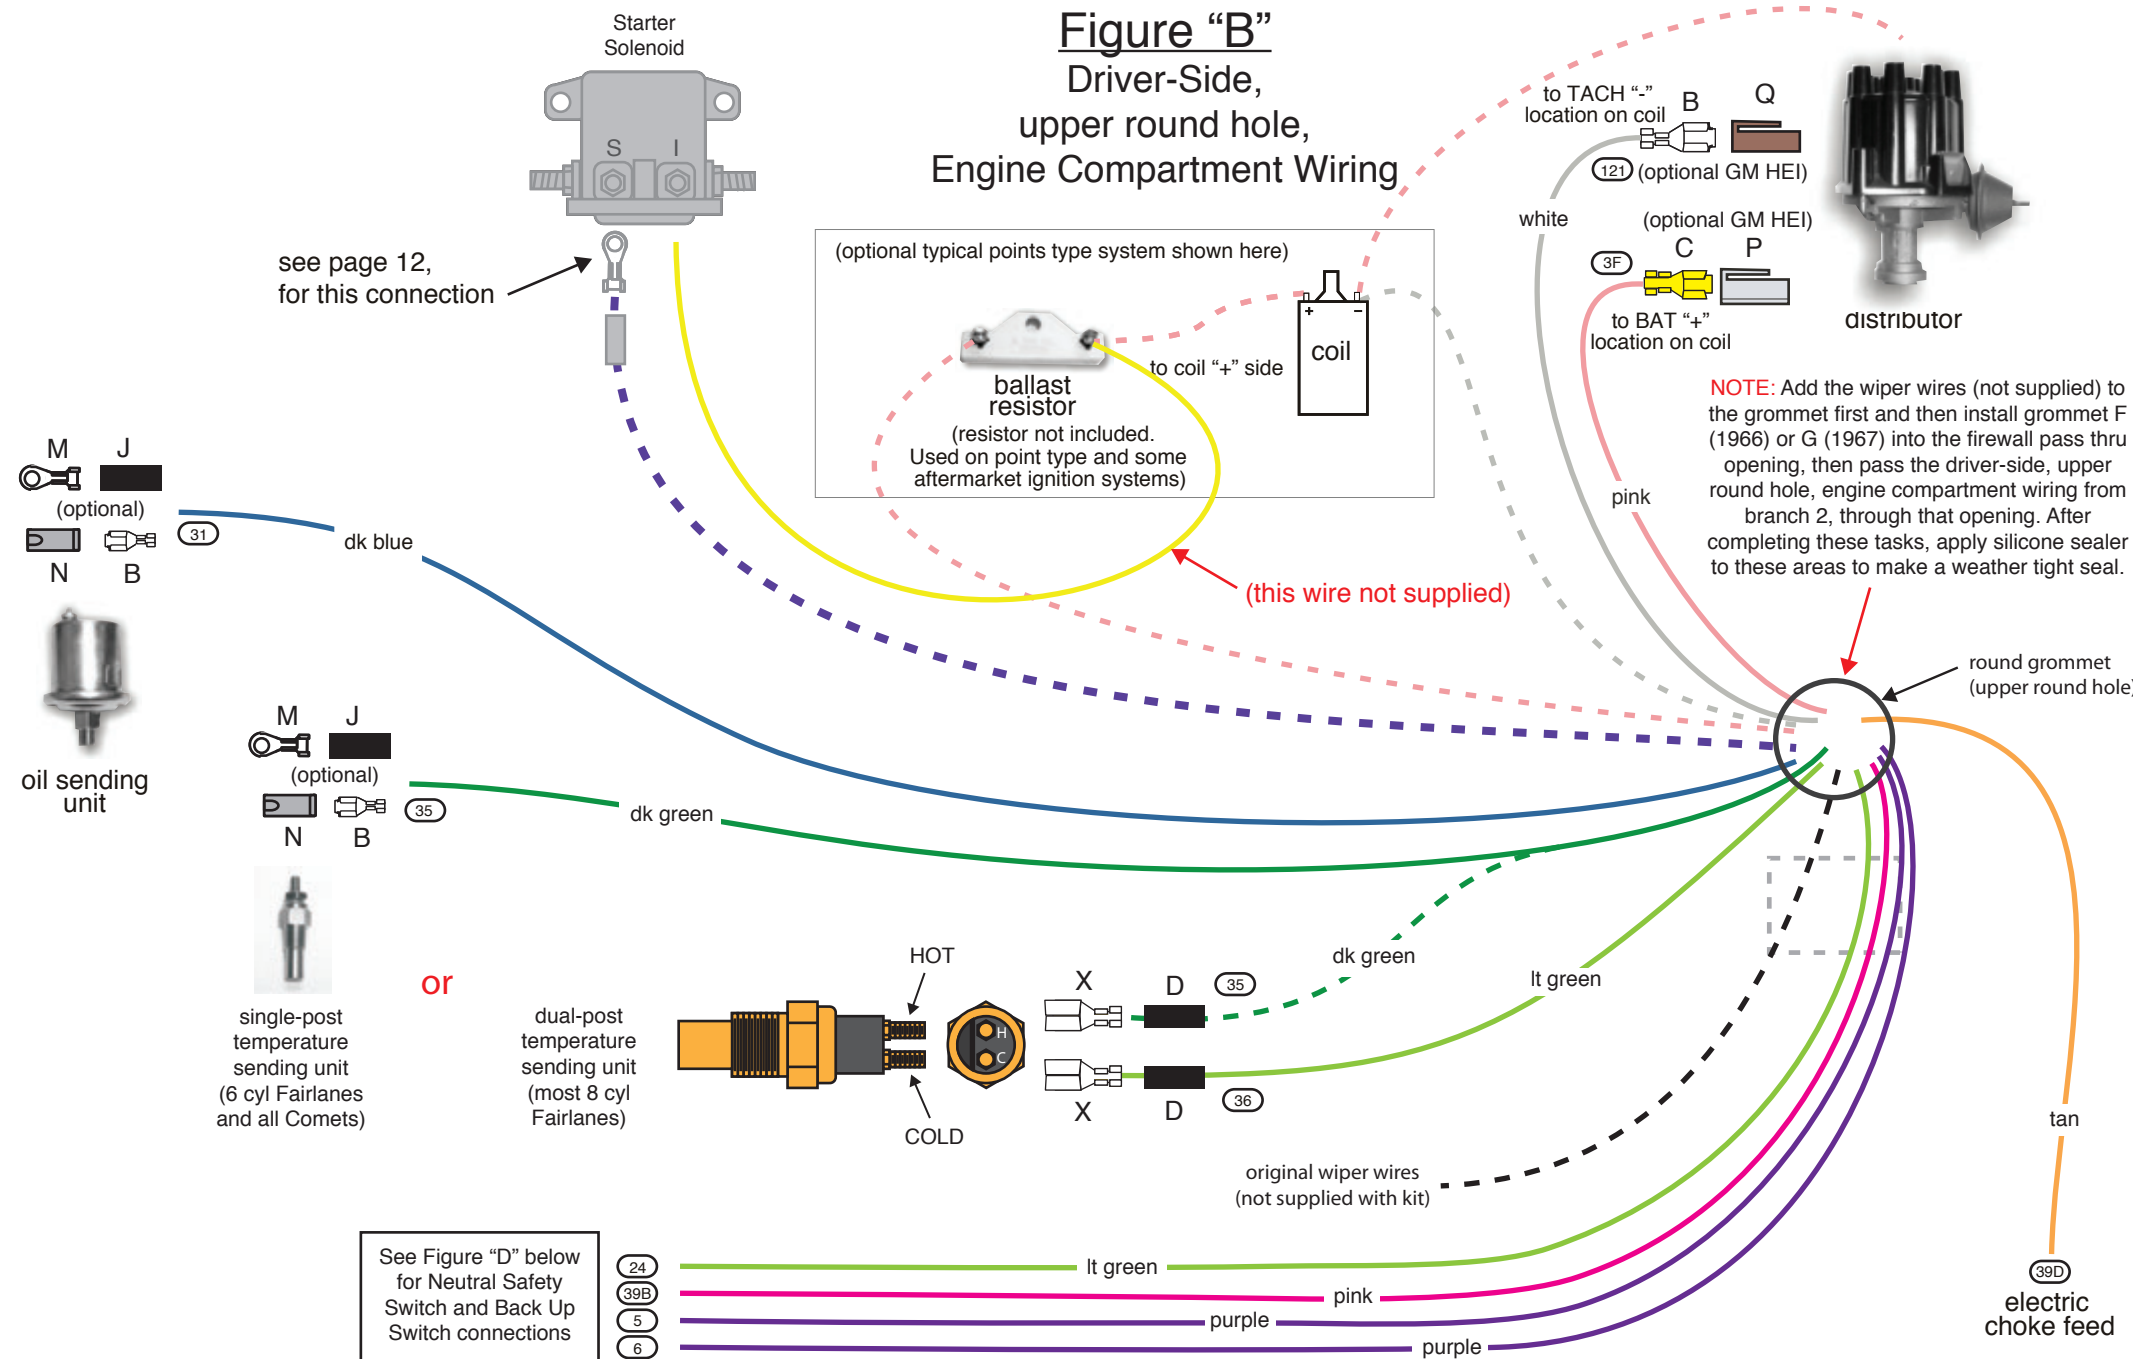 Figure “B”
Driver-Side,
upper round hole,
Engine Compartment Wiring
Starter
Solenoid
S
I
see page 12,
for this connection
(optional typical points type system shown here)
ballast
resistor
(resistor not included.
Used on point type and some
aftermarket ignition systems)
to coil “+” side
+
–
coil
(this wire not supplied)
to TACH “-”
location on coil
B
Q
121
(optional GM HEI)
white
(optional GM HEI)
3F
C
P
to BAT “+”
location on coil
pink
distributor
NOTE: Add the wiper wires (not supplied) to
the grommet first and then install grommet F
(1966) or G (1967) into the firewall pass thru
opening, then pass the driver-side, upper
round hole, engine compartment wiring from
branch 2, through that opening. After
completing these tasks, apply silicone sealer
to these areas to make a weather tight seal.
round grommet
(upper round hole)
M
J
(optional)
N
B
31
dk blue
oil sending
unit
M
J
(optional)
N
B
35
dk green
single-post
temperature
sending unit
(6 cyl Fairlanes
and all Comets)
or
dual-post
temperature
sending unit
(most 8 cyl
Fairlanes)
HOT
COLD
H
C
X
D
35
dk green
X
D
36
lt green
original wiper wires
(not supplied with kit)
tan
39D
electric
choke feed
See Figure “D” below
for Neutral Safety
Switch and Back Up
Switch connections
24
lt green
39B
pink
5
purple
6
purple